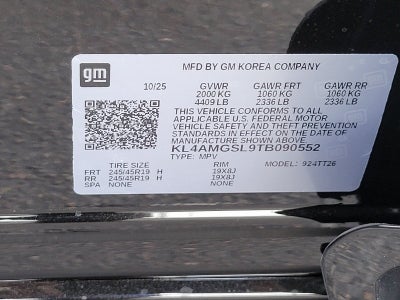 gm
MFD BY GM KOREA COMPANY
10/25 GVWR GAWR FRT GAWR RR
2000 KG 1060 KG 1060 KG
4409 LB 2336 LB 2336 LB
THIS VEHICLE CONFORMS TO ALL
APPLICABLE U.S. FEDERAL MOTOR
VEHICLE SAFETY AND THEFT PREVENTION
STANDARDS IN EFFECT ON THE DATE OF
MANUFACTURE SHOWN ABOVE.
KL4AMGSL9TB090552
TYPE: MPV MODEL: 924TT26
TIRE SIZE RIM
FRT 245/45R19 H 19X8J
RR 245/45R19 H 19X8J
SPA NONE NONE